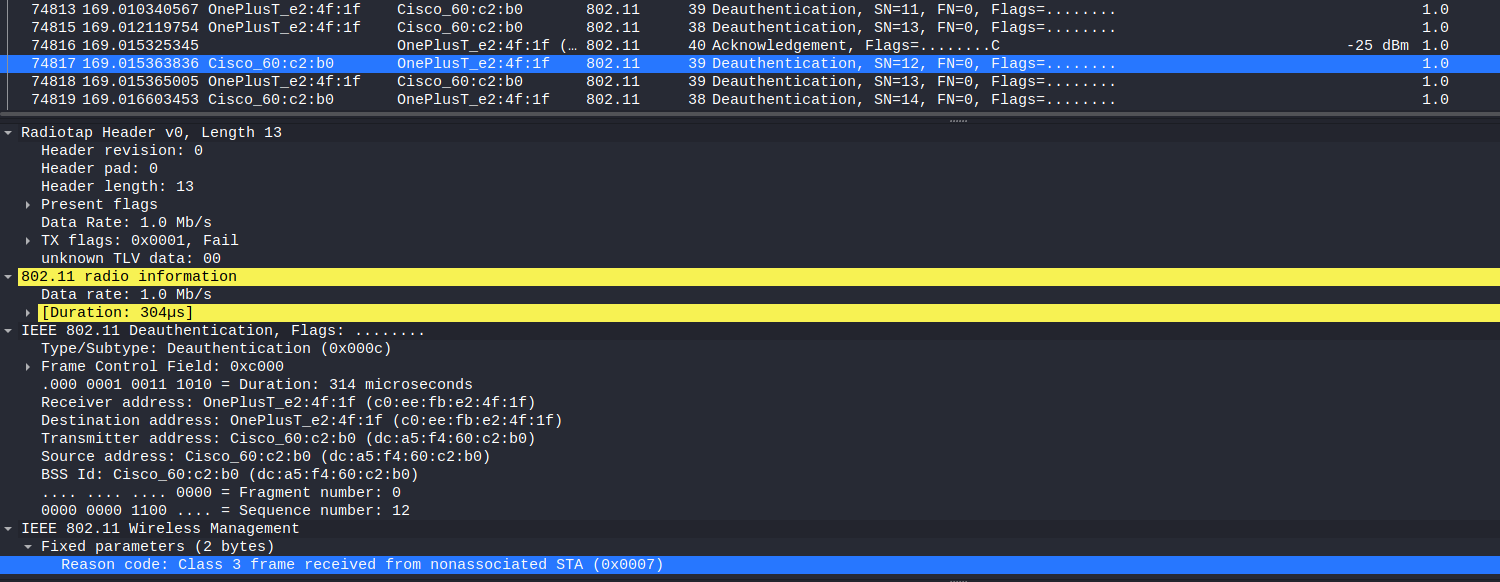 74813 169.010340567 OnePlusT_e2:4f:1f Cisco_60:c2:b0 802.11 39 Deauthentication, SN=11, FN=0, Flags=........ 1.0
74815 169.012119754 OnePlusT_e2:4f:1f Cisco_60:c2:b0 802.11 38 Deauthentication, SN=13, FN=0, Flags=........ 1.0
74816 169.015325345 OnePlusT_e2:4f:1f (… 802.11 40 Acknowledgement, Flags=........C -25 dBm 1.0
74817 169.015363836 Cisco_60:c2:b0 OnePlusT_e2:4f:1f 802.11 39 Deauthentication, SN=12, FN=0, Flags=........ 1.0
74818 169.015365005 OnePlusT_e2:4f:1f Cisco_60:c2:b0 802.11 39 Deauthentication, SN=13, FN=0, Flags=........ 1.0
74819 169.016603453 Cisco_60:c2:b0 OnePlusT_e2:4f:1f 802.11 38 Deauthentication, SN=14, FN=0, Flags=........ 1.0
Radiotap Header v0, Length 13
Header revision: 0
Header pad: 0
Header length: 13
Present flags
Data Rate: 1.0 Mb/s
TX flags: 0x0001, Fail
unknown TLV data: 00
802.11 radio information
Data rate: 1.0 Mb/s
[Duration: 304µs]
IEEE 802.11 Deauthentication, Flags: ........
Type/Subtype: Deauthentication (0x000c)
Frame Control Field: 0xc000
.000 0001 0011 1010 = Duration: 314 microseconds
Receiver address: OnePlusT_e2:4f:1f (c0:ee:fb:e2:4f:1f)
Destination address: OnePlusT_e2:4f:1f (c0:ee:fb:e2:4f:1f)
Transmitter address: Cisco_60:c2:b0 (dc:a5:f4:60:c2:b0)
Source address: Cisco_60:c2:b0 (dc:a5:f4:60:c2:b0)
BSS Id: Cisco_60:c2:b0 (dc:a5:f4:60:c2:b0)
.... .... .... 0000 = Fragment number: 0
0000 0000 1100 .... = Sequence number: 12
IEEE 802.11 Wireless Management
Fixed parameters (2 bytes)
Reason code: Class 3 frame received from nonassociated STA (0x0007)